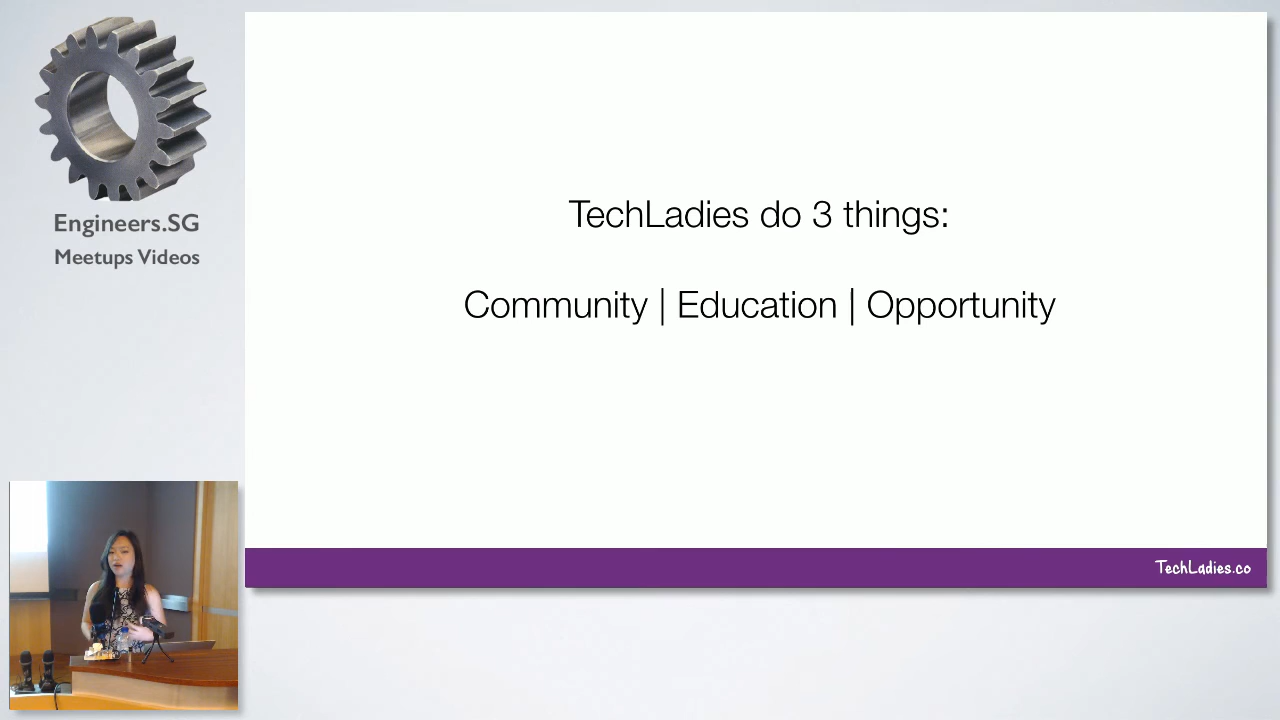 Engineers.SG
Meetups Videos
TechLadies do 3 things:
Community | Education | Opportunity
TechLadies.co